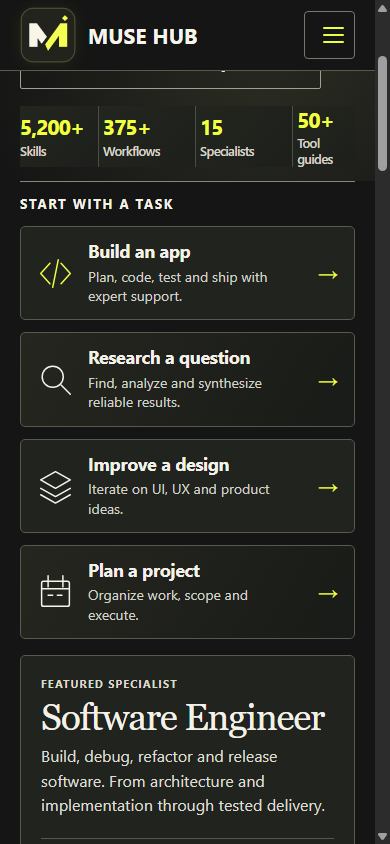 MUSE HUB
5,200+
Skills
375+
Workflows
15
Specialists
50+
Tool
guides
START WITH A TASK
Build an app
Plan, code, test and ship with
expert support.
→
Research a question
Find, analyze and synthesize
reliable results.
→
Improve a design
Iterate on UI, UX and product
ideas.
→
Plan a project
Organize work, scope and
execute.
→
FEATURED SPECIALIST
Software Engineer
Build, debug, refactor and release
software. From architecture and
implementation through tested delivery.